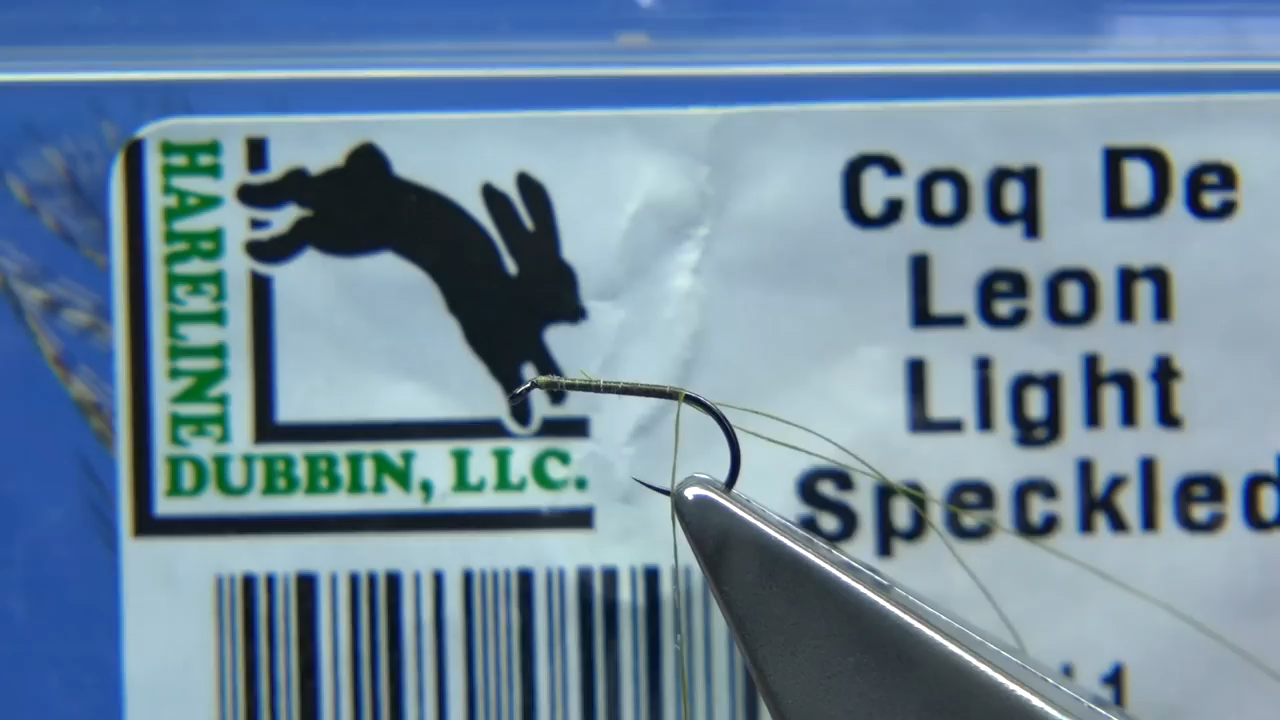 HARELINE
DUBBIN, LLC.
Coq De
Leon
Light
Speckled